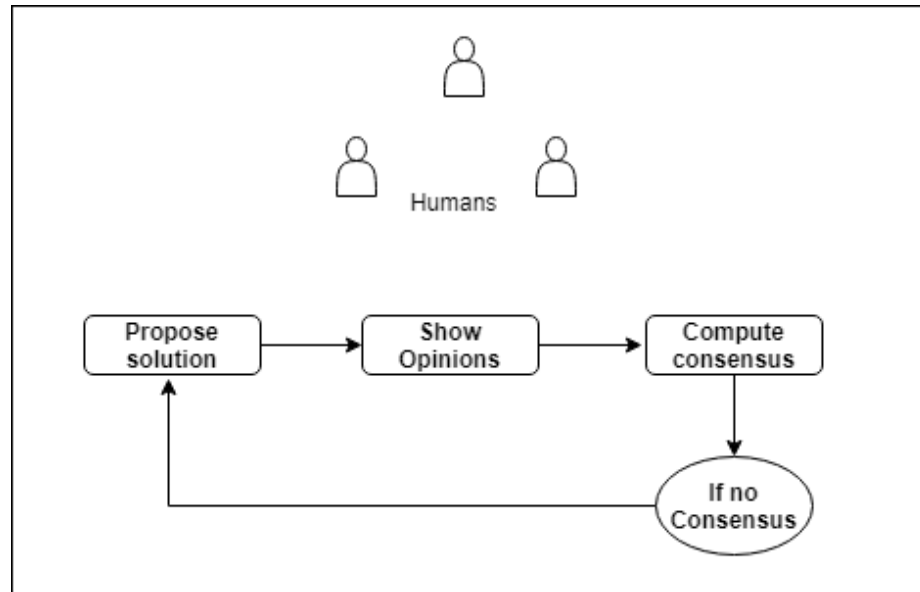 Humans
Propose
solution
Show
Opinions
Compute
consensus
If no
Consensus